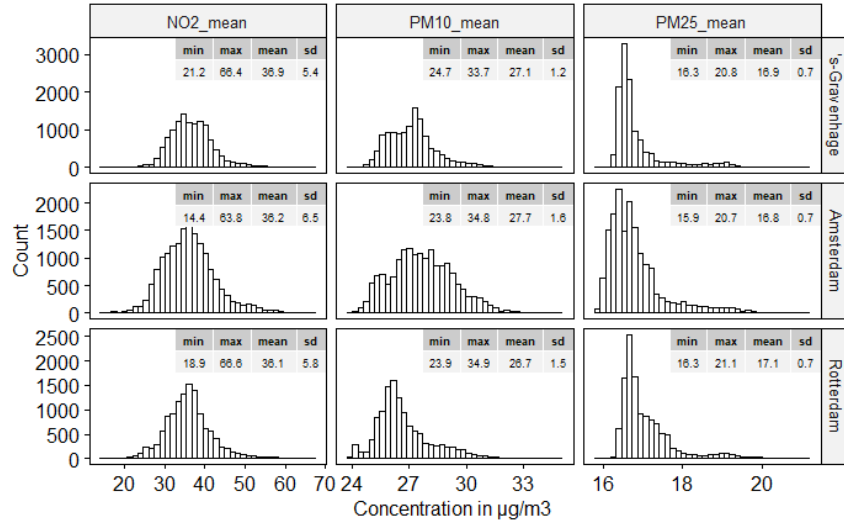 NO2_mean PM10_mean PM25_mean
min max mean sd
21.2 66.4 36.9 5.4
min max mean sd
24.7 33.7 27.1 1.2
min max mean sd
16.3 20.8 16.9 0.7
's-Gravenhage
3000
2000
1000
0
min max mean sd
14.4 63.8 36.2 6.5
min max mean sd
23.8 34.8 27.7 1.6
min max mean sd
15.9 20.7 16.8 0.7
Amsterdam
2000
1500
1000
500
0
Count
min max mean sd
18.9 66.6 36.1 5.8
min max mean sd
23.9 34.9 26.7 1.5
min max mean sd
16.3 21.1 17.1 0.7
Rotterdam
2500
2000
1500
1000
500
0
20 30 40 50 60 70 24 27 30 33 16 18 20
Concentration in µg/m3